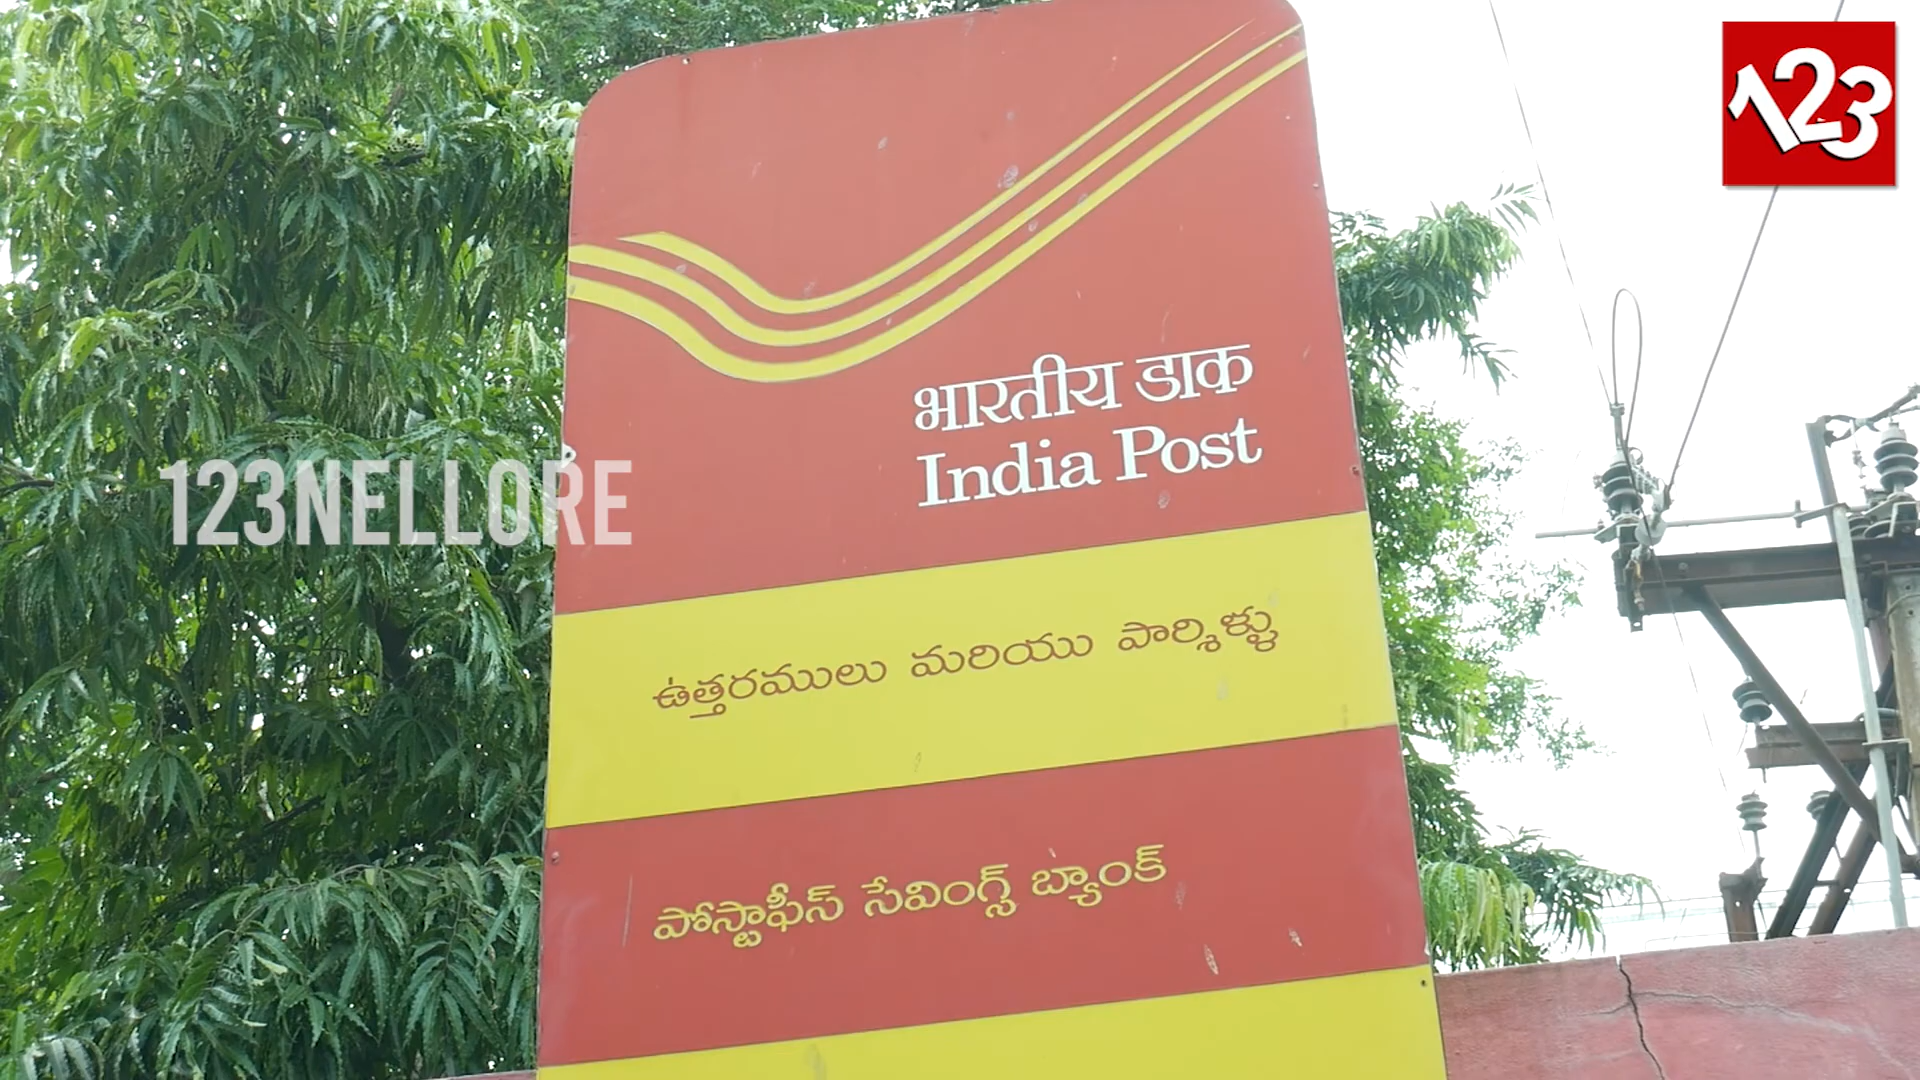 123
भारतीय डाक
India Post
123NELLORE
ఉత్తరములు మరియు పార్శిళ్ళు
పోస్టాఫీస్ సేవింగ్స్ బ్యాంక్